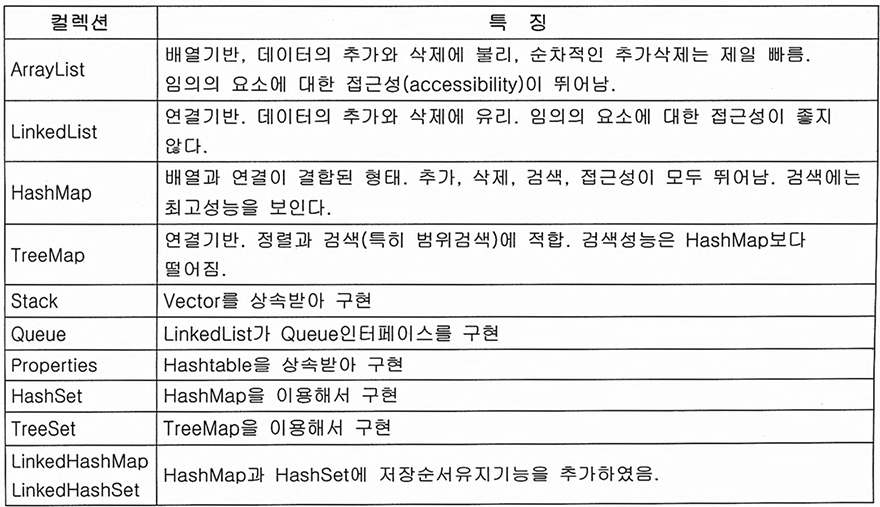 컬렉션 특 징
ArrayList 배열기반, 데이터의 추가와 삭제에 불리, 순차적인 추가삭제는 제일 빠름.
임의의 요소에 대한 접근성(accessibility)이 뛰어남.
LinkedList 연결기반. 데이터의 추가와 삭제에 유리. 임의의 요소에 대한 접근성이 좋지
않다.
HashMap 배열과 연결이 결합된 형태. 추가, 삭제, 검색, 접근성이 모두 뛰어남. 검색에는
최고성능을 보인다.
TreeMap 연결기반. 정렬과 검색(특히 범위검색)에 적합. 검색성능은 HashMap보다
떨어짐.
Stack Vector를 상속받아 구현
Queue LinkedList가 Queue인터페이스를 구현
Properties Hashtable을 상속받아 구현
HashSet HashMap을 이용해서 구현
TreeSet TreeMap을 이용해서 구현
LinkedHashMap
LinkedHashSet
HashMap과 HashSet에 저장순서유지기능을 추가하였음.